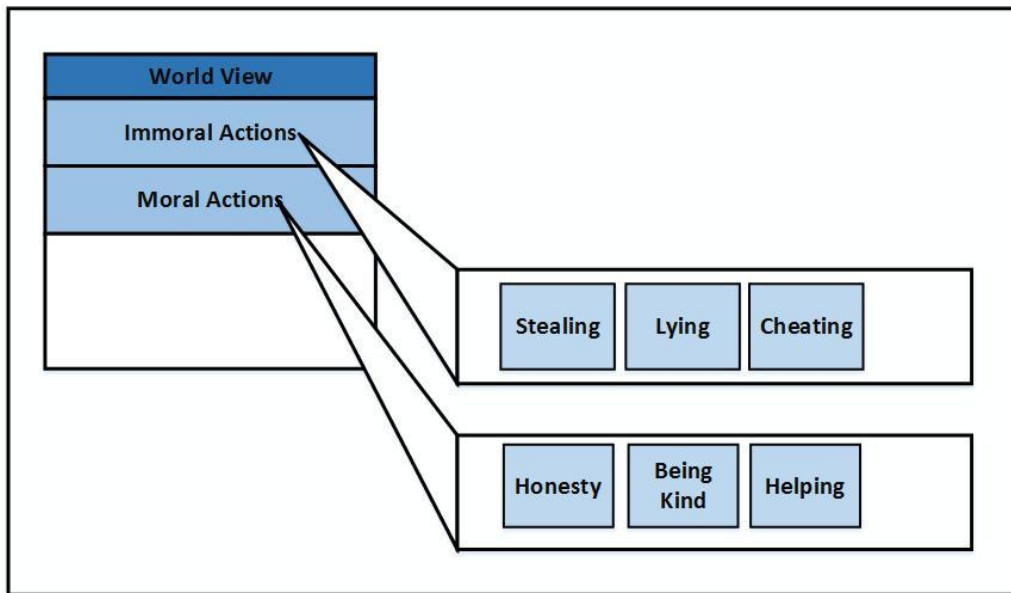 World View
Immoral Actions
Moral Actions
Stealing
Lying
Cheating
Honesty
Being
Kind
Helping